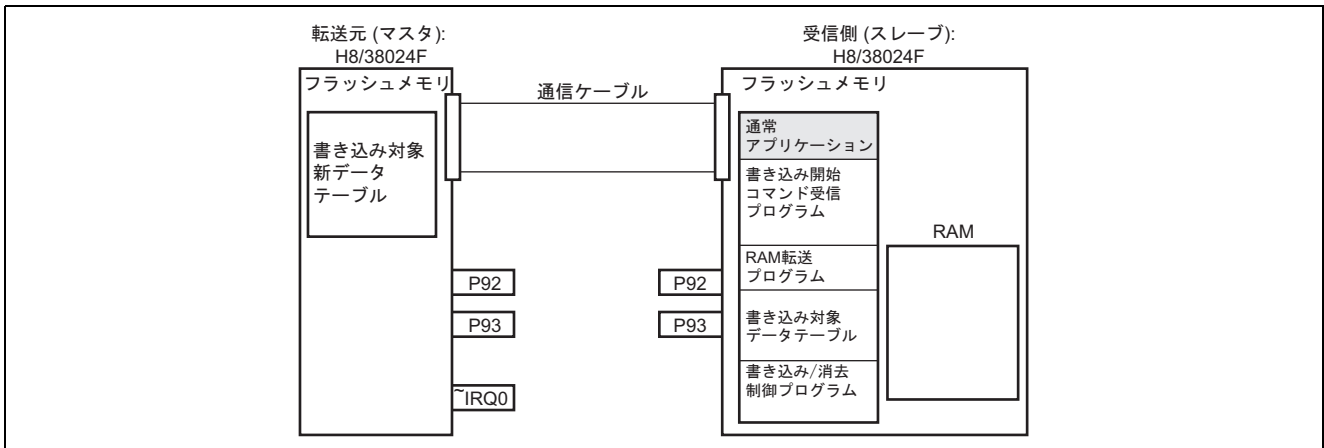 転送元 (マスタ):
H8/38024F
フラッシュメモリ
書き込み対象
新データ
テーブル
P92
P93
~IRQ0
通信ケーブル
受信側 (スレーブ):
H8/38024F
フラッシュメモリ
通常
アプリケーション
書き込み開始
コマンド受信
プログラム
RAM転送
プログラム
書き込み対象
データテーブル
書き込み/消去
制御プログラム
RAM
P92
P93